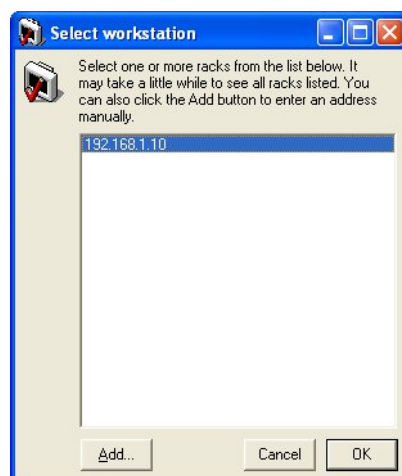 Select workstation
Select one or more racks from the list below. It
may take a little while to see all racks listed. You
can also click the Add button to enter an address
manually.
192.168.1.10
Add...
Cancel
OK